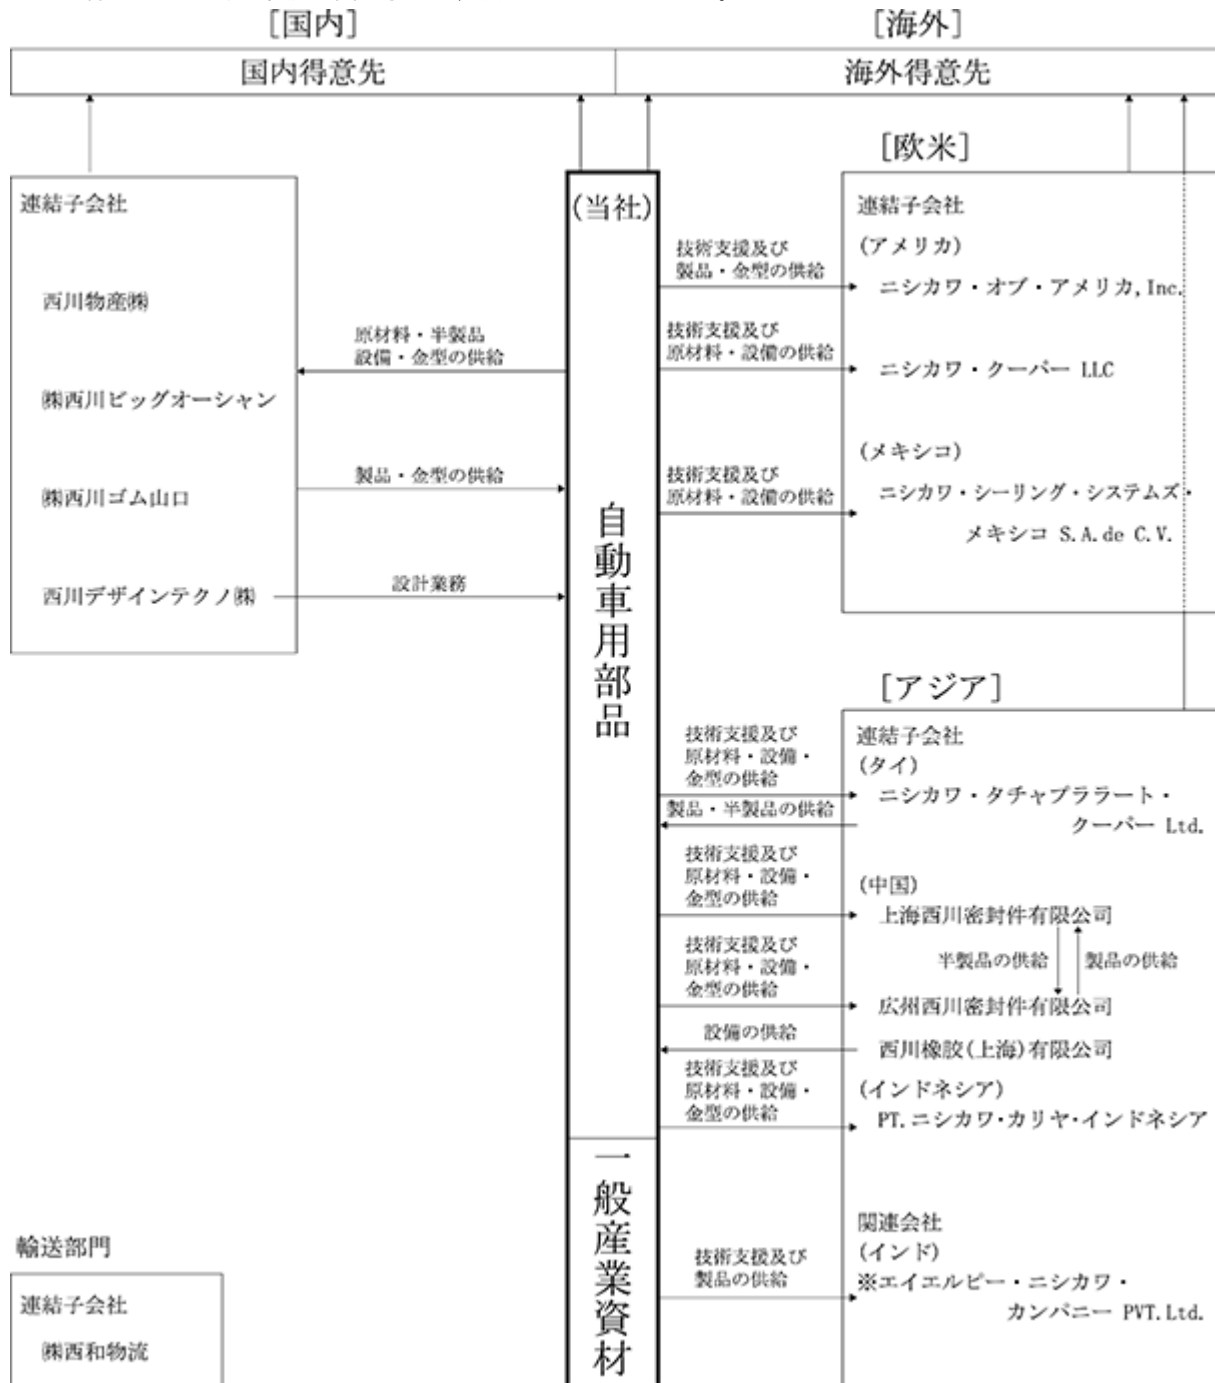 [国内]
[海外]
国内得意先
海外得意先
連結子会社
西川物産㈱
㈱西川ビッグオーシャン
㈱西川ゴム山口
西川デザインテクノ㈱
原材料・半製品
設備・金型の供給
製品・金型の供給
設計業務
(当社)
自動車用部品
一般産業資材
技術支援及び
製品・金型の供給
技術支援及び
原材料・設備の供給
技術支援及び
原材料・設備の供給
[欧米]
連結子会社
(アメリカ)
ニシカワ・オブ・アメリカ,Inc.
ニシカワ・クーパー LLC
(メキシコ)
ニシカワ・シーリング・システムズ・
メキシコ S.A.de C.V.
技術支援及び
原材料・設備・
金型の供給
製品・半製品の供給
技術支援及び
原材料・設備・
金型の供給
技術支援及び
原材料・設備・
金型の供給
設備の供給
技術支援及び
原材料・設備・
金型の供給
技術支援及び
製品の供給
[アジア]
連結子会社
(タイ)
ニシカワ・タチャプララート・
クーパー Ltd.
(中国)
上海西川密封件有限公司
半製品の供給
製品の供給
広州西川密封件有限公司
西川橡胶(上海)有限公司
(インドネシア)
PT.ニシカワ・カリヤ・インドネシア
関連会社
(インド)
※エイエルピー・ニシカワ・
カンパニー PVT.Ltd.
輸送部門
連結子会社
㈱西和物流